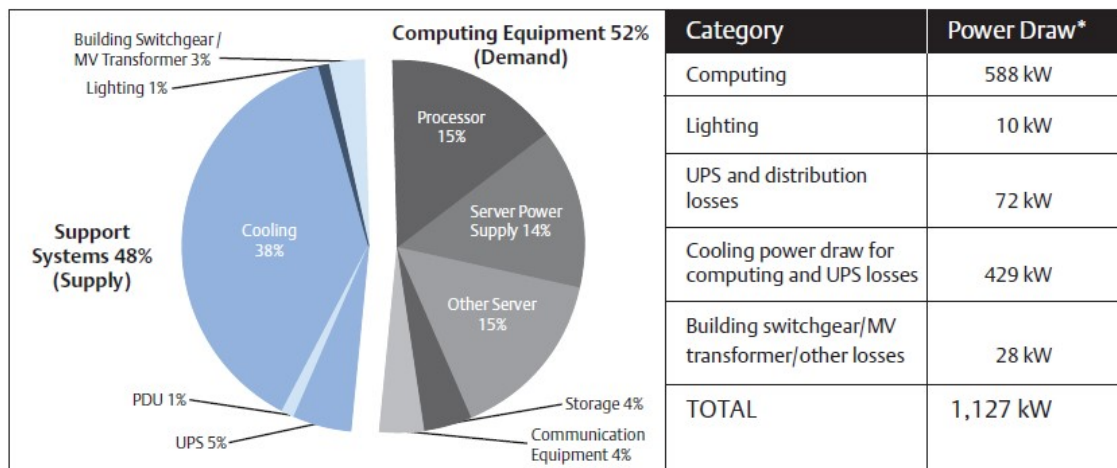 Building Switchgear /
MV Transformer 3%
Lighting 1%
Cooling
38%
Support
Systems 48%
(Supply)
PDU 1%
UPS 5%
Computing Equipment 52%
(Demand)
Processor
15%
Server Power
Supply 14%
Other Server
15%
Storage 4%
Communication
Equipment 4%
Category Power Draw*
Computing 588 kW
Lighting 10 kW
UPS and distribution
losses 72 kW
Cooling power draw for
computing and UPS losses 429 kW
Building switchgear/MV
transformer/other losses 28 kW
TOTAL 1,127 kW